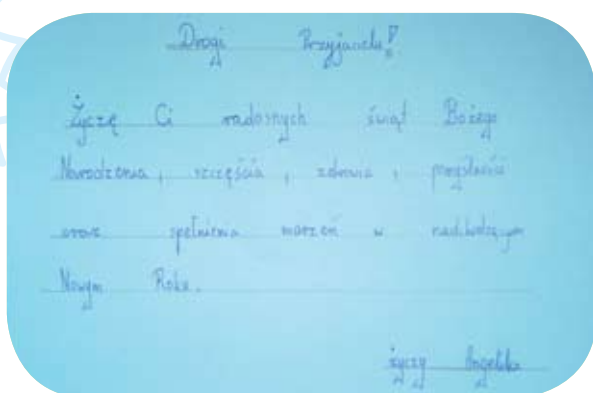 Drogi Przyjacielu!
Życzę Ci radosnych świąt Bożego
Narodzenia, szczęścia, zdrowia, pomyślności
oraz spełnienia marzeń w nadchodzącym
Nowym Roku.
życzy Angelika